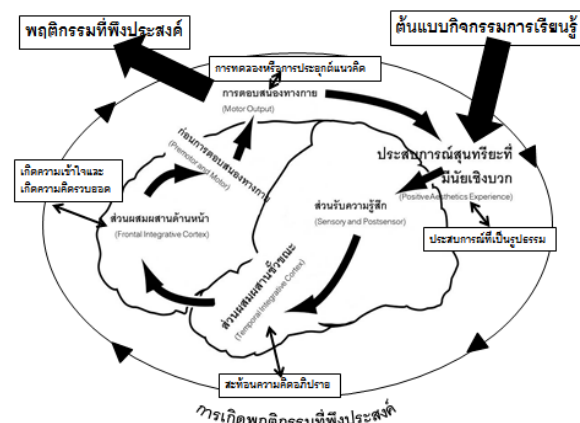 พฤติกรรมที่พึงประสงค์
ต้นแบบกิจกรรมการเรียนรู้
การทดลองหรือการประยุกต์แนวคิด
การตอบสนองทางกาย
(Motor Output)
ก่อนการตอบสนองทางกาย
(Premotor and Motor)
ประสบการณ์สุนทรียะที่
มีนัยเชิงบวก
(PositiveAesthetics Experience)
เกิดความเข้าใจและ
เกิดความคิดรวบยอด
ส่วนผสมผสานด้านหน้า
(Frontal Integrative Cortex)
ส่วนรับความรู้สึก
(Sensory and Postsensor)
ประสบการณ์ที่เป็นรูปธรรม
ส่วนผสมผสานชั่วขณะ
(Temporal Integrative Cortex)
สะท้อนความคิดอภิปราย
การเกิดพฤติกรรมที่พึงประสงค์